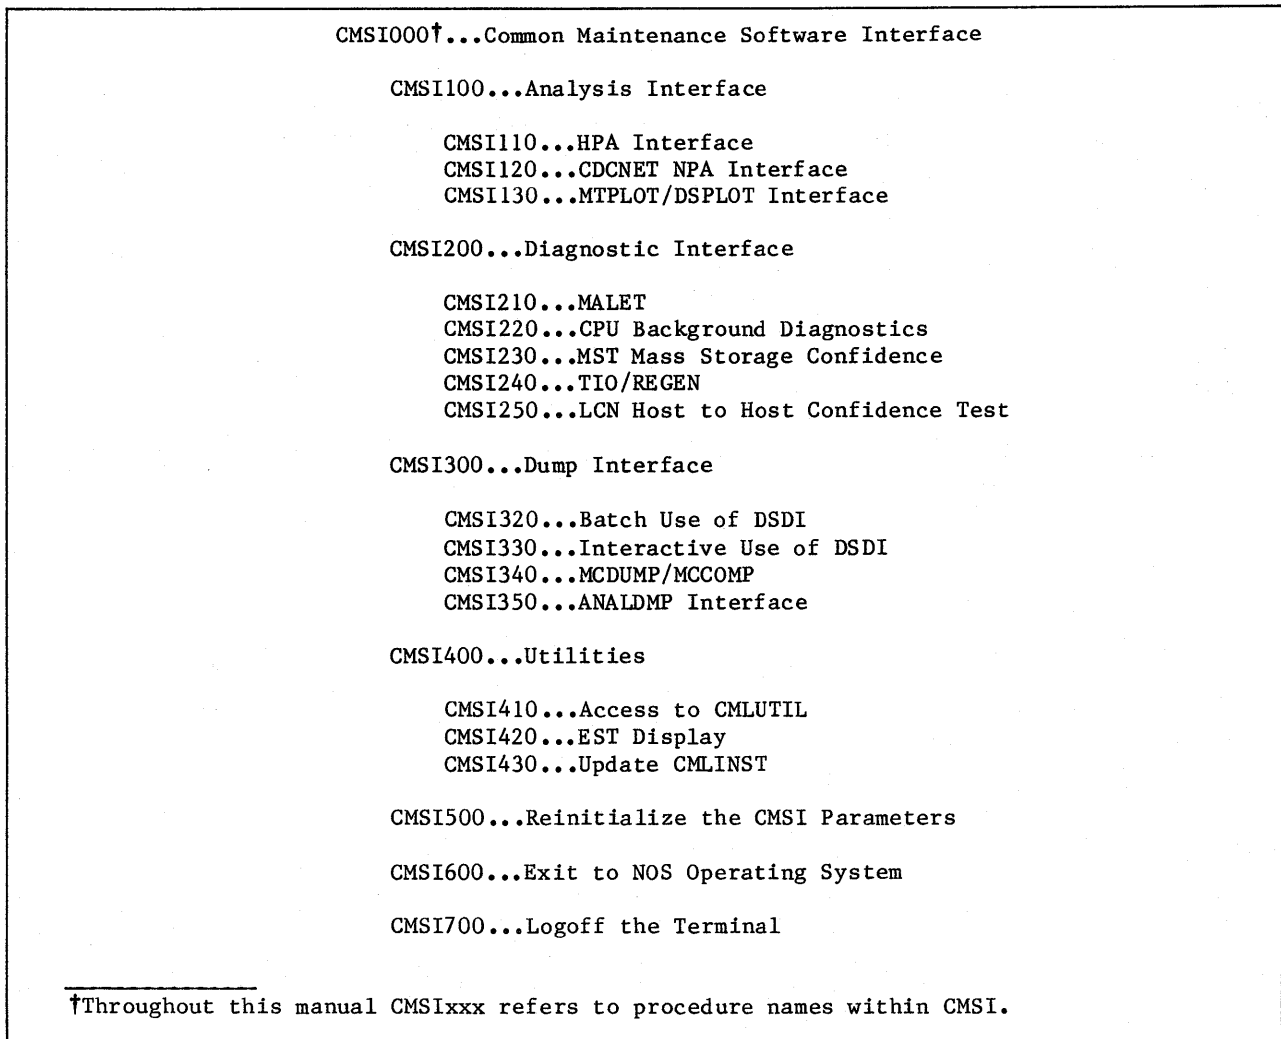 CMSI000†...Common Maintenance Software Interface
CMSI100...Analysis Interface
CMSI110...HPA Interface
CMSI120...CDCNET NPA Interface
CMSI130...MTPLOT/DSPLOT Interface
CMSI200...Diagnostic Interface
CMSI210...MALET
CMSI220...CPU Background Diagnostics
CMSI230...MST Mass Storage Confidence
CMSI240...TIO/REGEN
CMSI250...LCN Host to Host Confidence Test
CMSI300...Dump Interface
CMSI320...Batch Use of DSDI
CMSI330...Interactive Use of DSDI
CMSI340...MCDUMP/MCCOMP
CMSI350...ANALDMP Interface
CMSI400...Utilities
CMSI410...Access to CMLUTIL
CMSI420...EST Display
CMSI430...Update CMLINST
CMSI500...Reinitialize the CMSI Parameters
CMSI600...Exit to NOS Operating System
CMSI700...Logoff the Terminal
†Throughout this manual CMSIxxx refers to procedure names within CMSI.